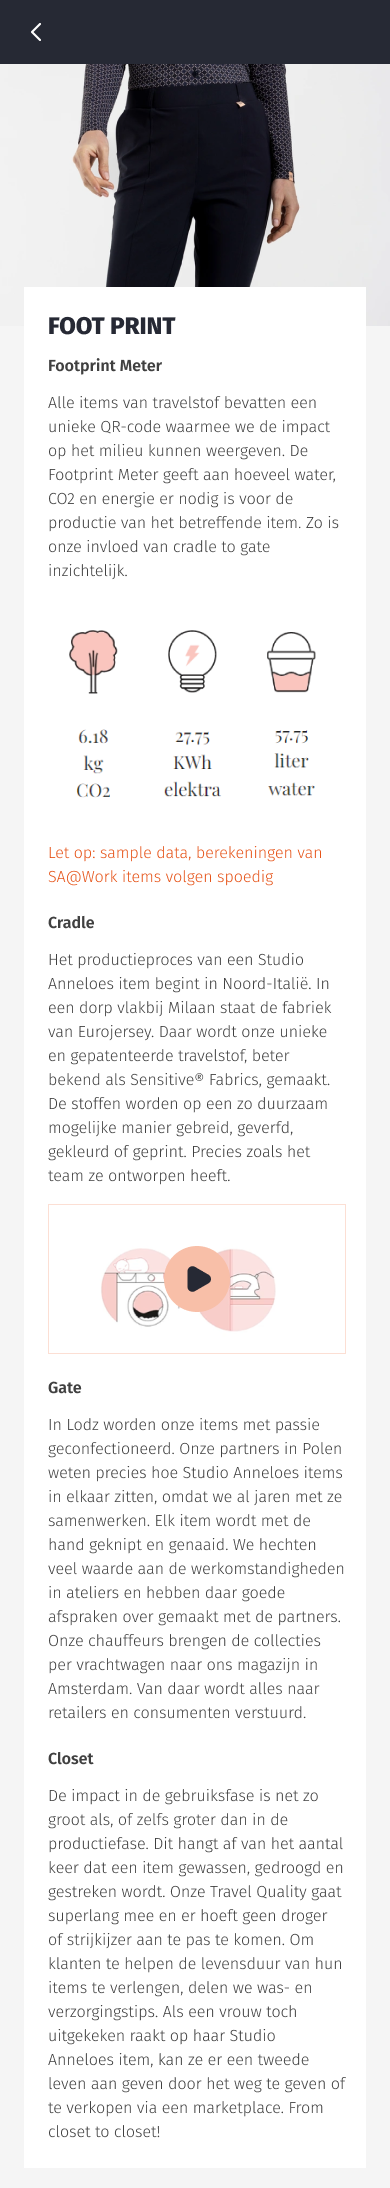 FOOT PRINT
Footprint Meter
Alle items van travelstof bevatten een
unieke QR-code waarmee we de impact
op het milieu kunnen weergeven. De
Footprint Meter geeft aan hoeveel water,
CO2 en energie er nodig is voor de
productie van het betreffende item. Zo is
onze invloed van cradle to gate
inzichtelijk.
6.18
kg
CO2
27.75
KWh
elektra
57.75
liter
water
Let op: sample data, berekeningen van
SA@Work items volgen spoedig
Cradle
Het productieproces van een Studio
Anneloes item begint in Noord-Italië. In
een dorp vlakbij Milaan staat de fabriek
van Eurojersey. Daar wordt onze unieke
en gepatenteerde travelstof, beter
bekend als Sensitive® Fabrics, gemaakt.
De stoffen worden op een zo duurzaam
mogelijke manier gebreid, geverfd,
gekleurd of geprint. Precies zoals het
team ze ontworpen heeft.
Gate
In Lodz worden onze items met passie
geconfectioneerd. Onze partners in Polen
weten precies hoe Studio Anneloes items
in elkaar zitten, omdat we al jaren met ze
samenwerken. Elk item wordt met de
hand geknipt en genaaid. We hechten
veel waarde aan de werkomstandigheden
in ateliers en hebben daar goede
afspraken over gemaakt met de partners.
Onze chauffeurs brengen de collecties
per vrachtwagen naar ons magazijn in
Amsterdam. Van daar wordt alles naar
retailers en consumenten verstuurd.
Closet
De impact in de gebruiksfase is net zo
groot als, of zelfs groter dan in de
productiefase. Dit hangt af van het aantal
keer dat een item gewassen, gedroogd en
gestreken wordt. Onze Travel Quality gaat
superlang mee en er hoeft geen droger
of strijkijzer aan te pas te komen. Om
klanten te helpen de levensduur van hun
items te verlengen, delen we was- en
verzorgingstips. Als een vrouw toch
uitgekeken raakt op haar Studio
Anneloes item, kan ze er een tweede
leven aan geven door het weg te geven of
te verkopen via een marketplace. From
closet to closet!